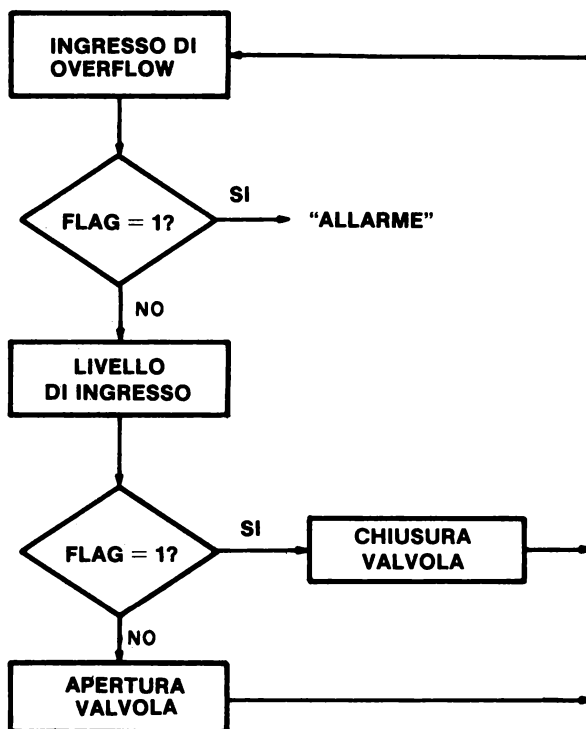 INGRESSO DI
OVERFLOW
FLAG = 1?
SI
"ALLARME"
NO
LIVELLO
DI INGRESSO
FLAG = 1?
SI
CHIUSURA
VALVOLA
NO
APERTURA
VALVOLA